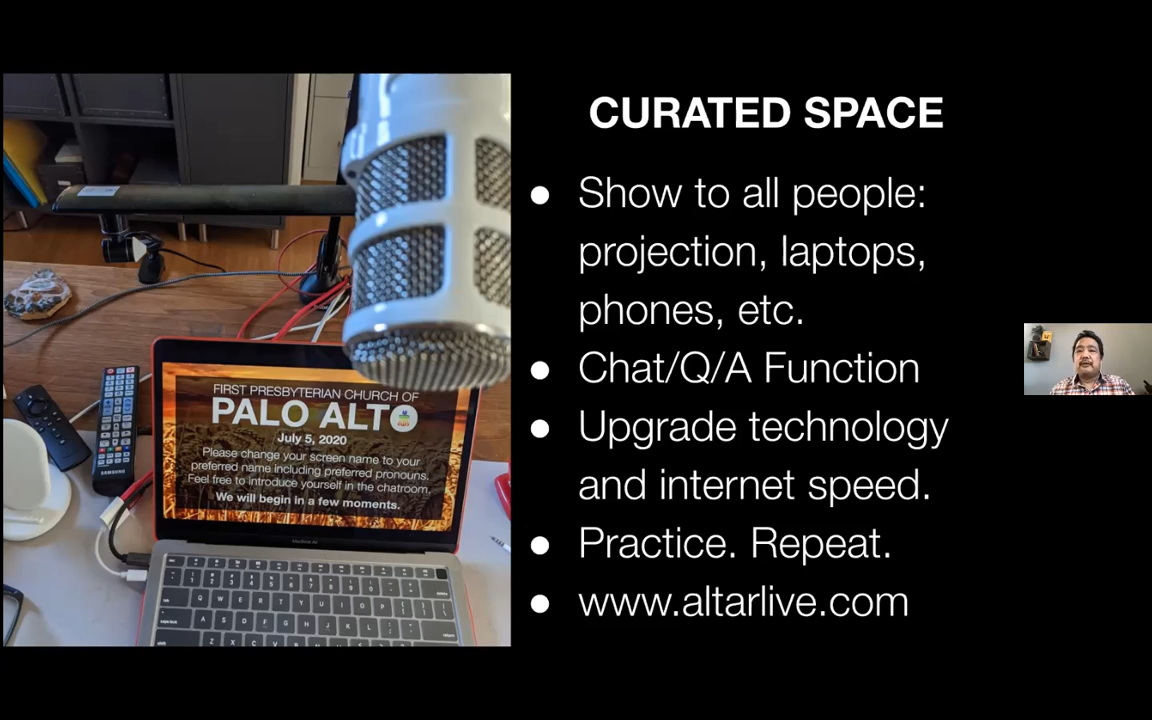 CURATED SPACE
● Show to all people:
projection, laptops,
phones, etc.
● Chat/Q/A Function
● Upgrade technology
and internet speed.
● Practice. Repeat.
● www.altarlive.com
FIRST PRESBYTERIAN CHURCH OF
PALO ALTO
July 5, 2020
Please change your screen name to your
preferred name including preferred pronouns.
Feel free to introduce yourself in the chatroom.
We will begin in a few moments.
SAMSUNG
Q W E R T Y U I O P
A S D F G H J K L
Z X C V B N M